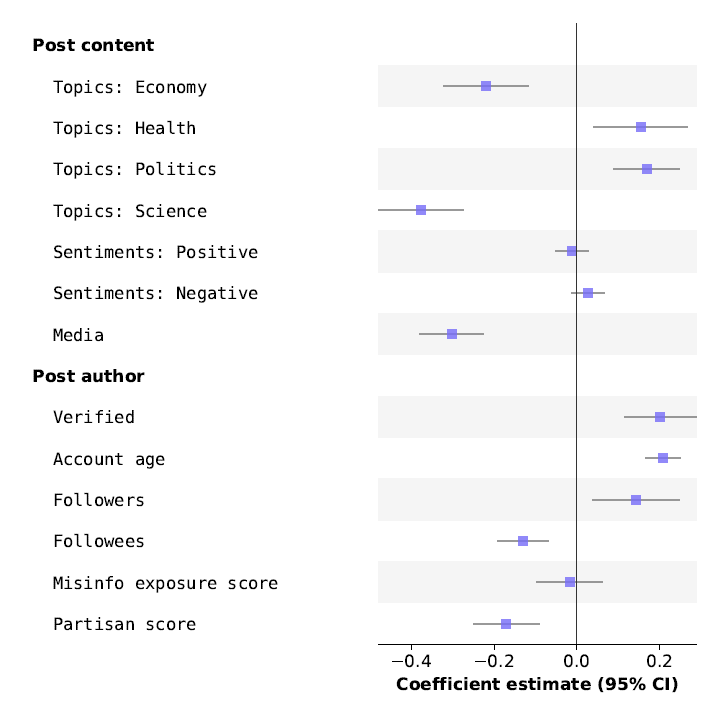 Post content
Topics: Economy
Topics: Health
Topics: Politics
Topics: Science
Sentiments: Positive
Sentiments: Negative
Media
Post author
Verified
Account age
Followers
Followees
Misinfo exposure score
Partisan score
−0.4 −0.2 0.0 0.2
Coefficient estimate (95% CI)